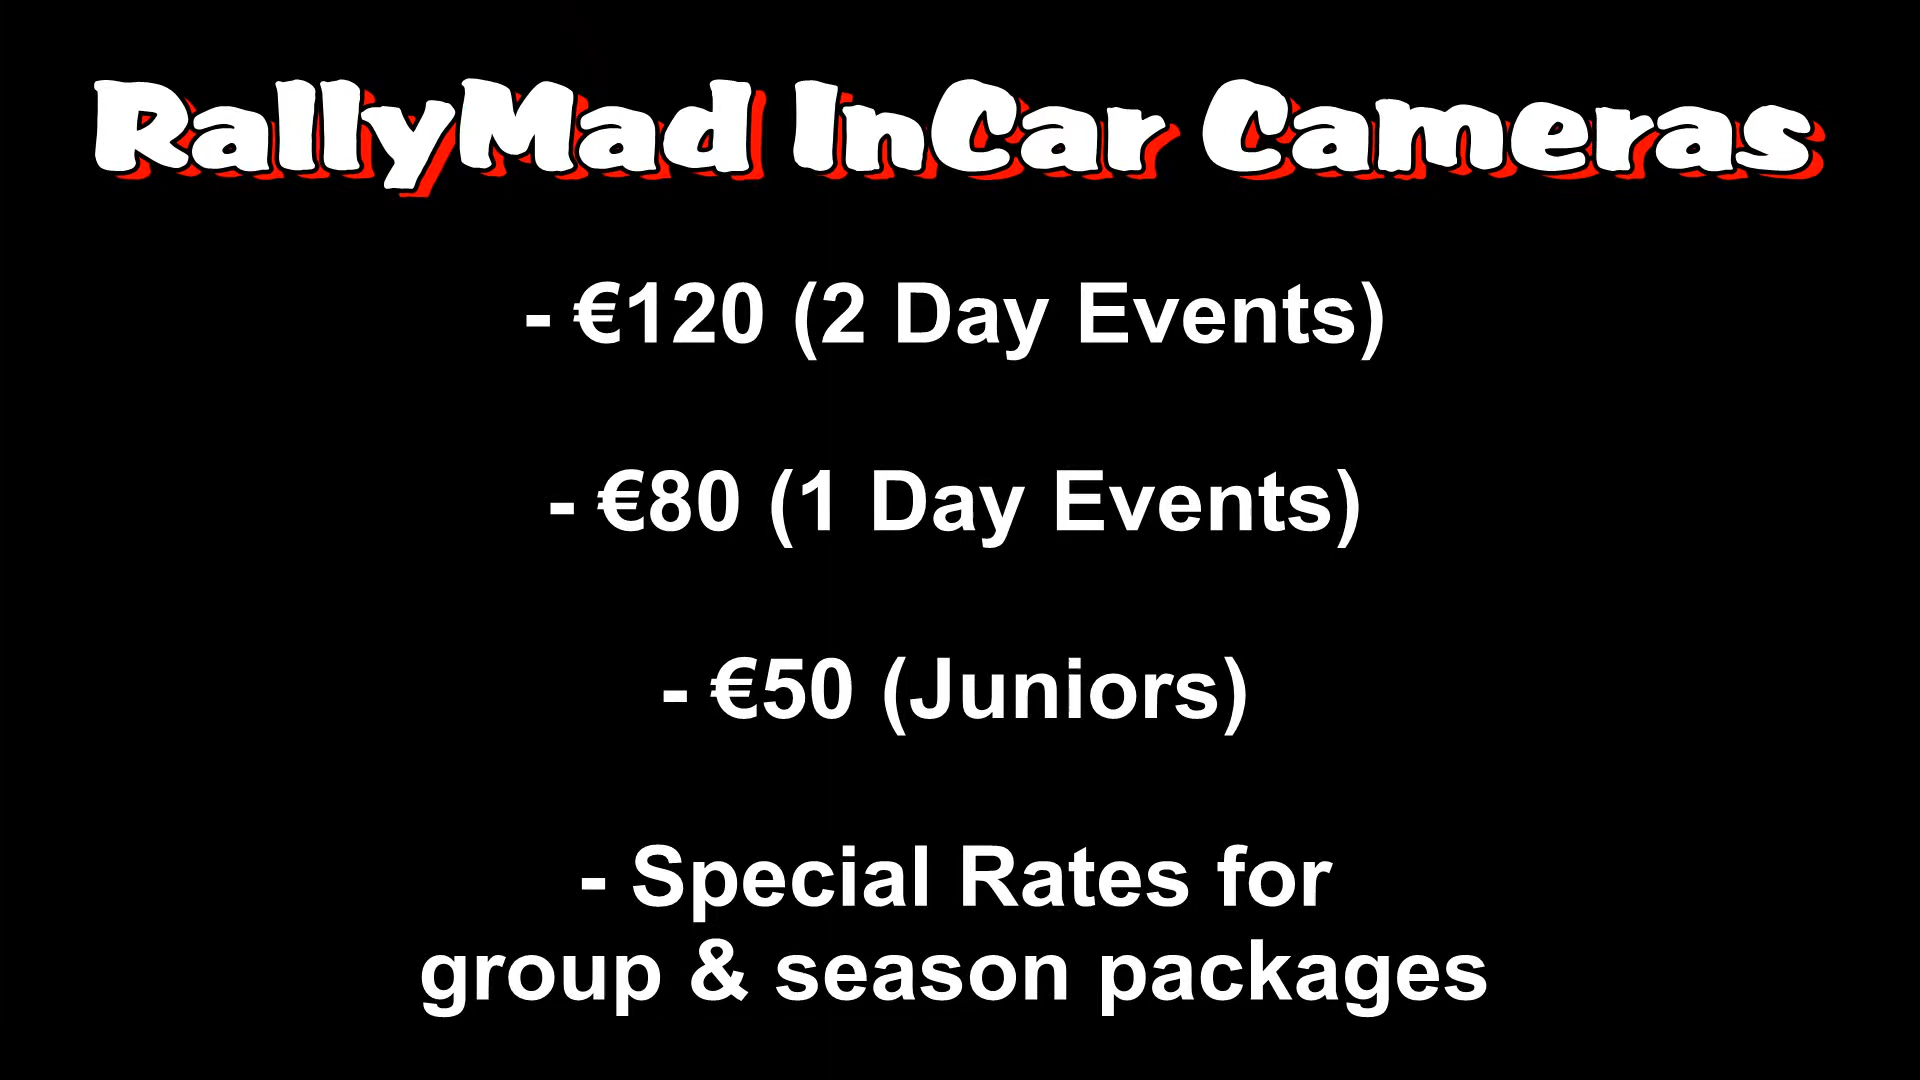 RallyMad InCar Cameras
- €120 (2 Day Events)
- €80 (1 Day Events)
- €50 (Juniors)
- Special Rates for
group & season packages